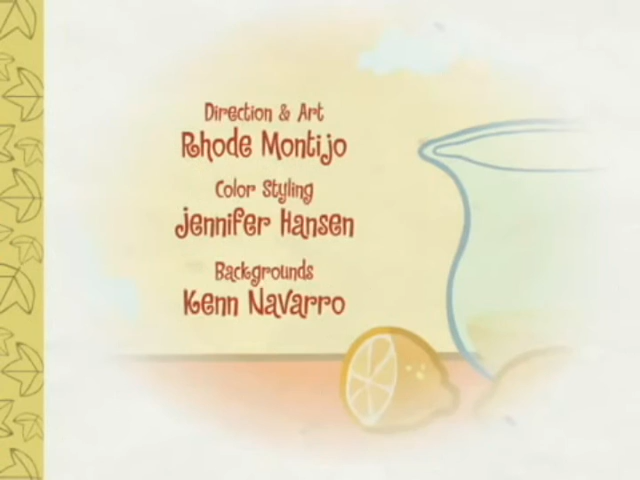 Direction & Art
Rhode Montijo
Color Styling
Jennifer Hansen
Backgrounds
Kenn Navarro